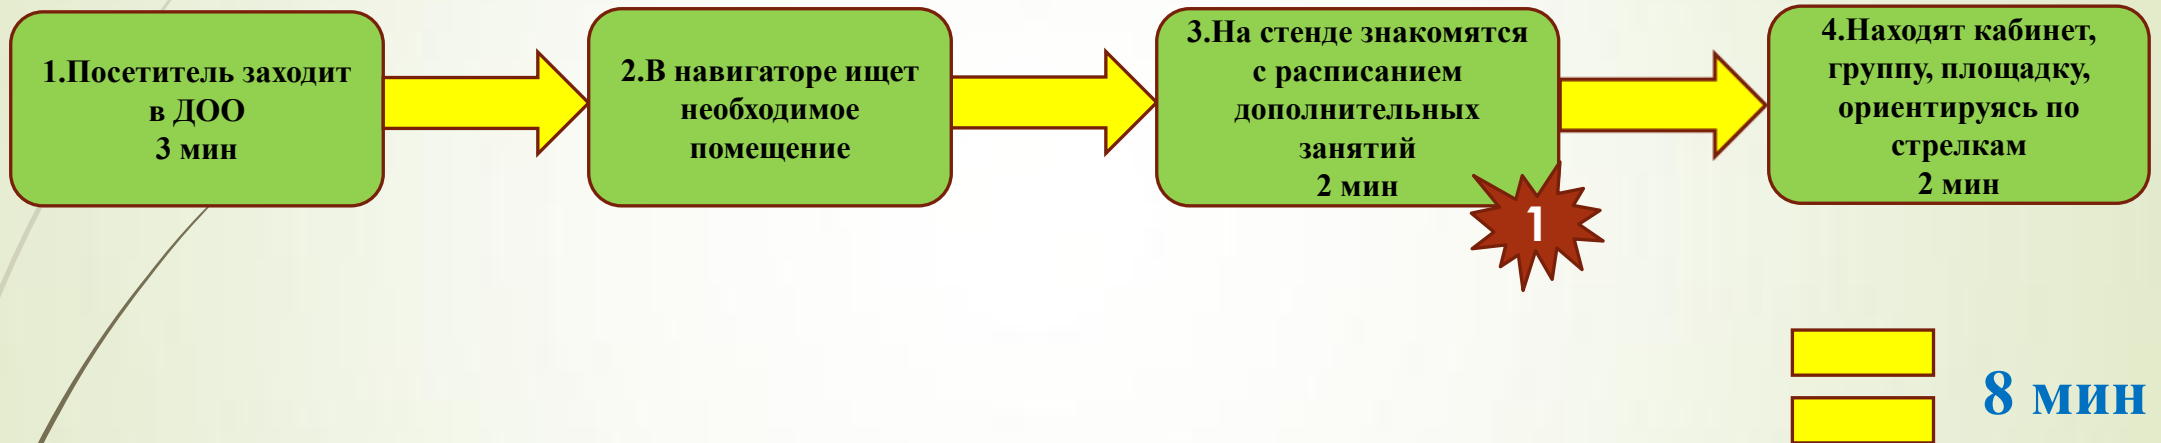 1.Посетитель заходит
в ДОО
3 мин
2.В навигаторе ищет
необходимое
помещение
3.На стенде знакомятся
с расписанием
дополнительных
занятий
2 мин
1
4.Находят кабинет,
группу, площадку,
ориентируясь по
стрелкам
2 мин
8 мин